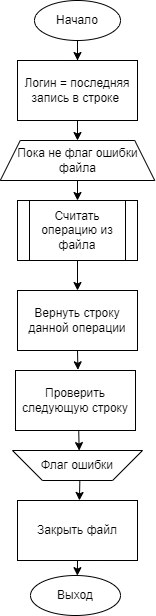 Начало
Логин = последняя
запись в строке
Пока не флаг ошибки
файла
Считать
операцию из
файла
Вернуть строку
данной операции
Проверить
следующую строку
Флаг ошибки
Закрыть файл
Выход